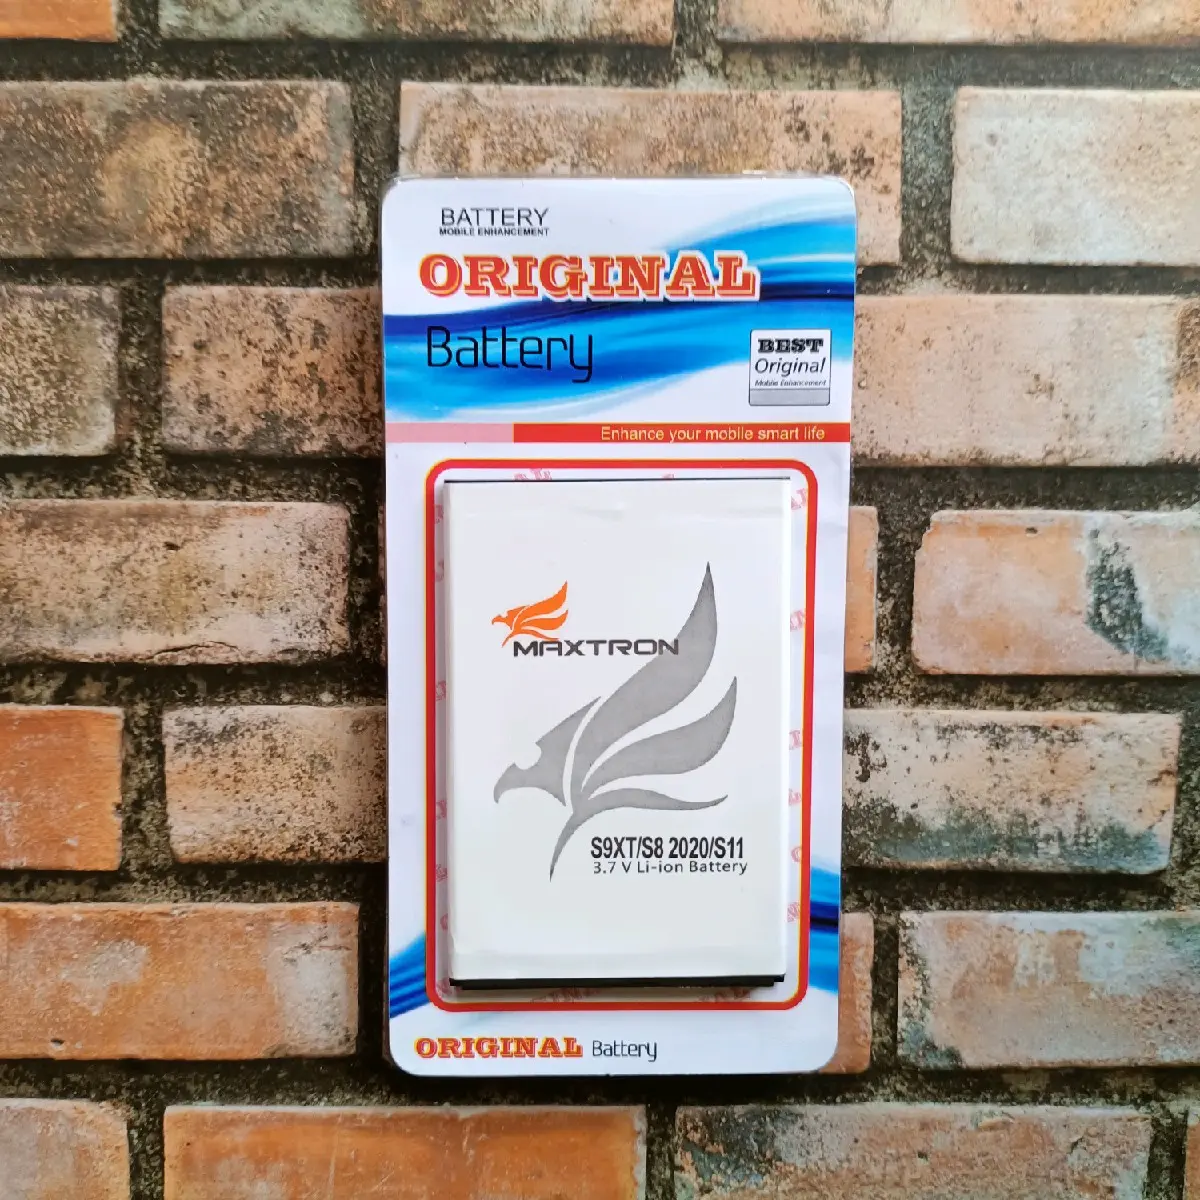 BATTERY
MOBILE ENHANCEMENT
ORIGINAL
Battery
BEST
Original
Mobile Enhancement
Enhance your mobile smart life
MAXTRON
S9XT/S8 2020/S11
3.7 V Li-ion Battery
ORIGINAL Battery